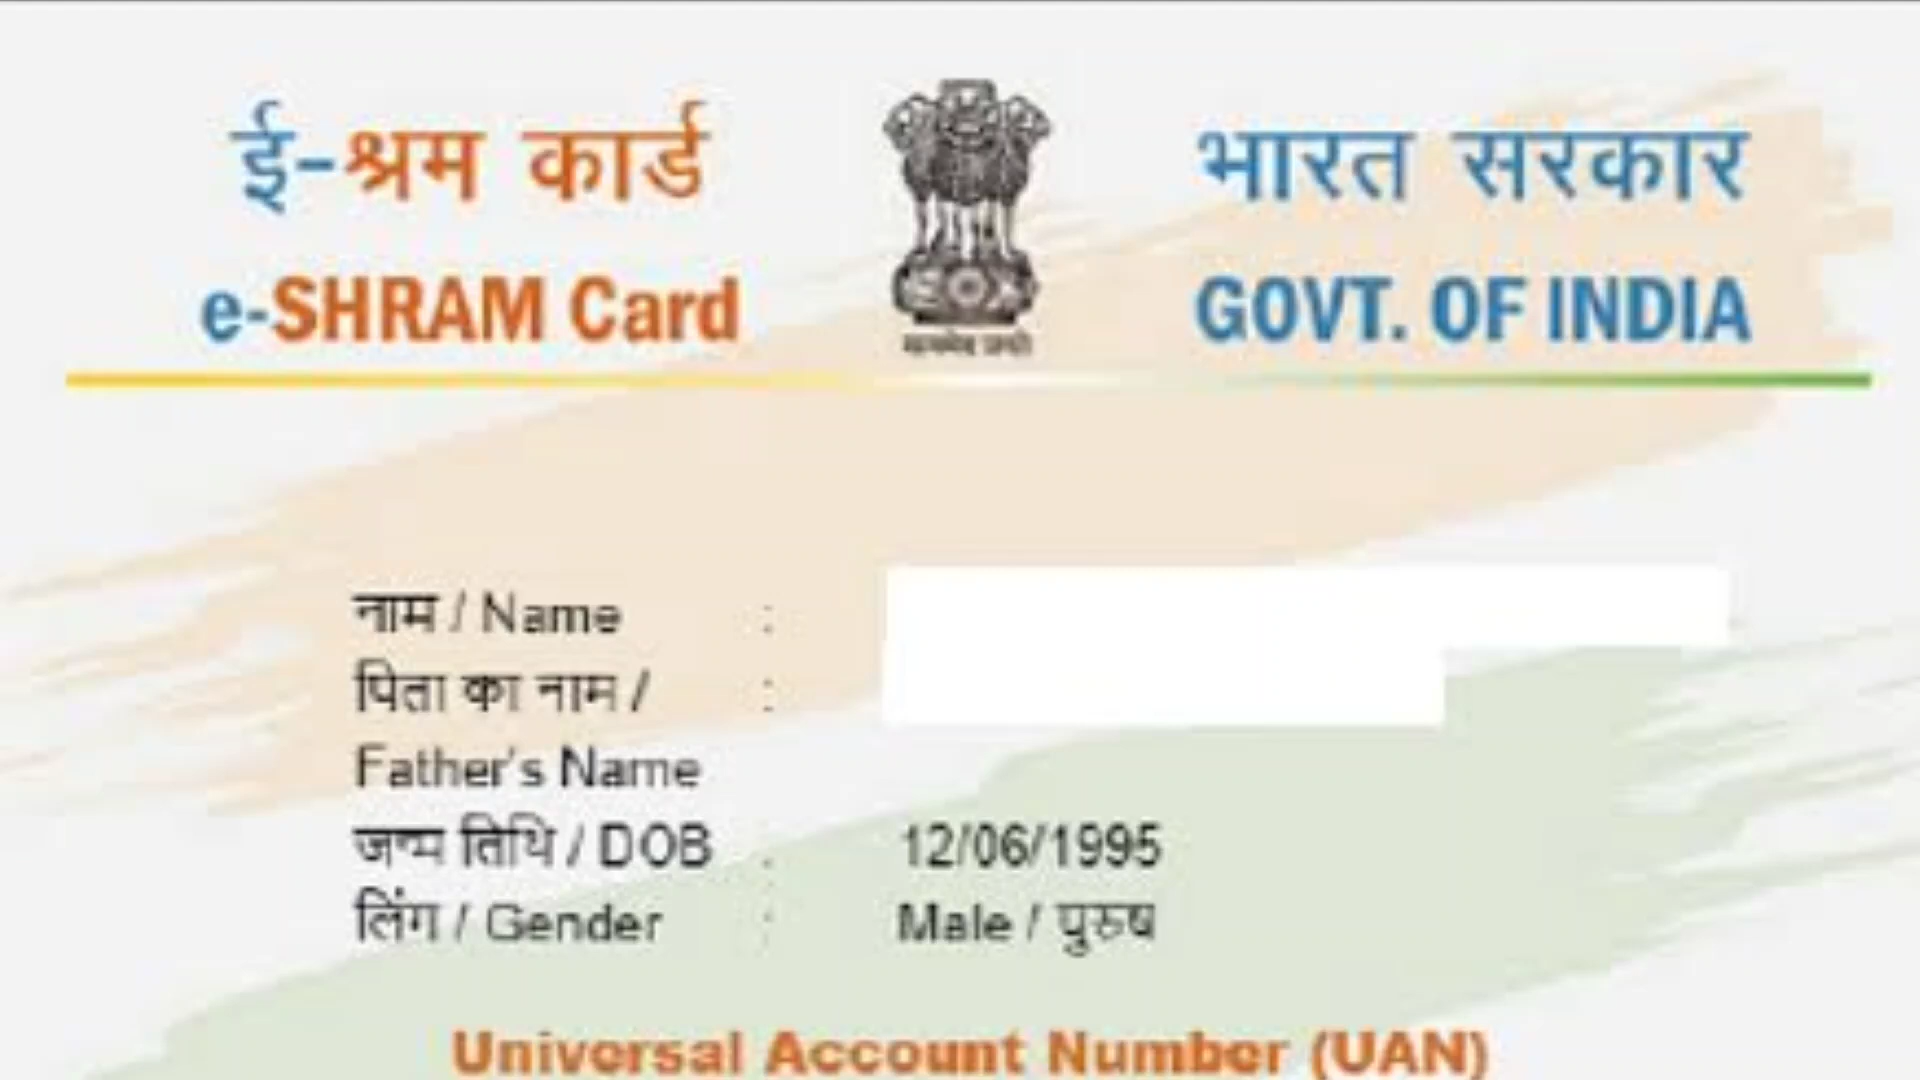 ई-श्रम कार्ड
भारत सरकार
e-SHRAM Card
GOVT. OF INDIA
नाम / Name :
पिता का नाम / :
Father's Name
जन्म तिथि / DOB : 12/06/1995
लिंग / Gender : Male / पुरुष
Universal Account Number (UAN)